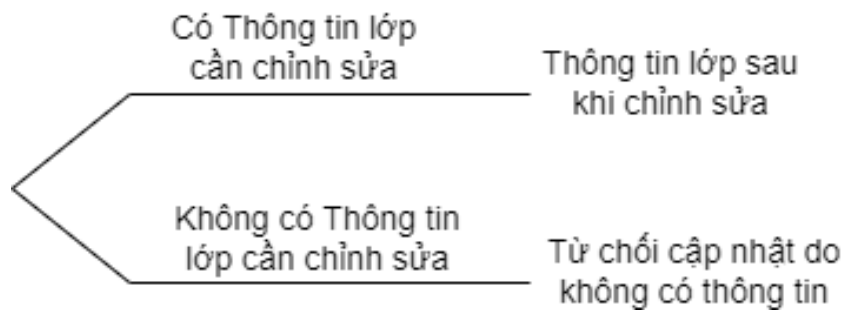 Có Thông tin lớp
cần chỉnh sửa
Thông tin lớp sau
khi chỉnh sửa
Không có Thông tin
lớp cần chỉnh sửa
Từ chối cập nhật do
không có thông tin